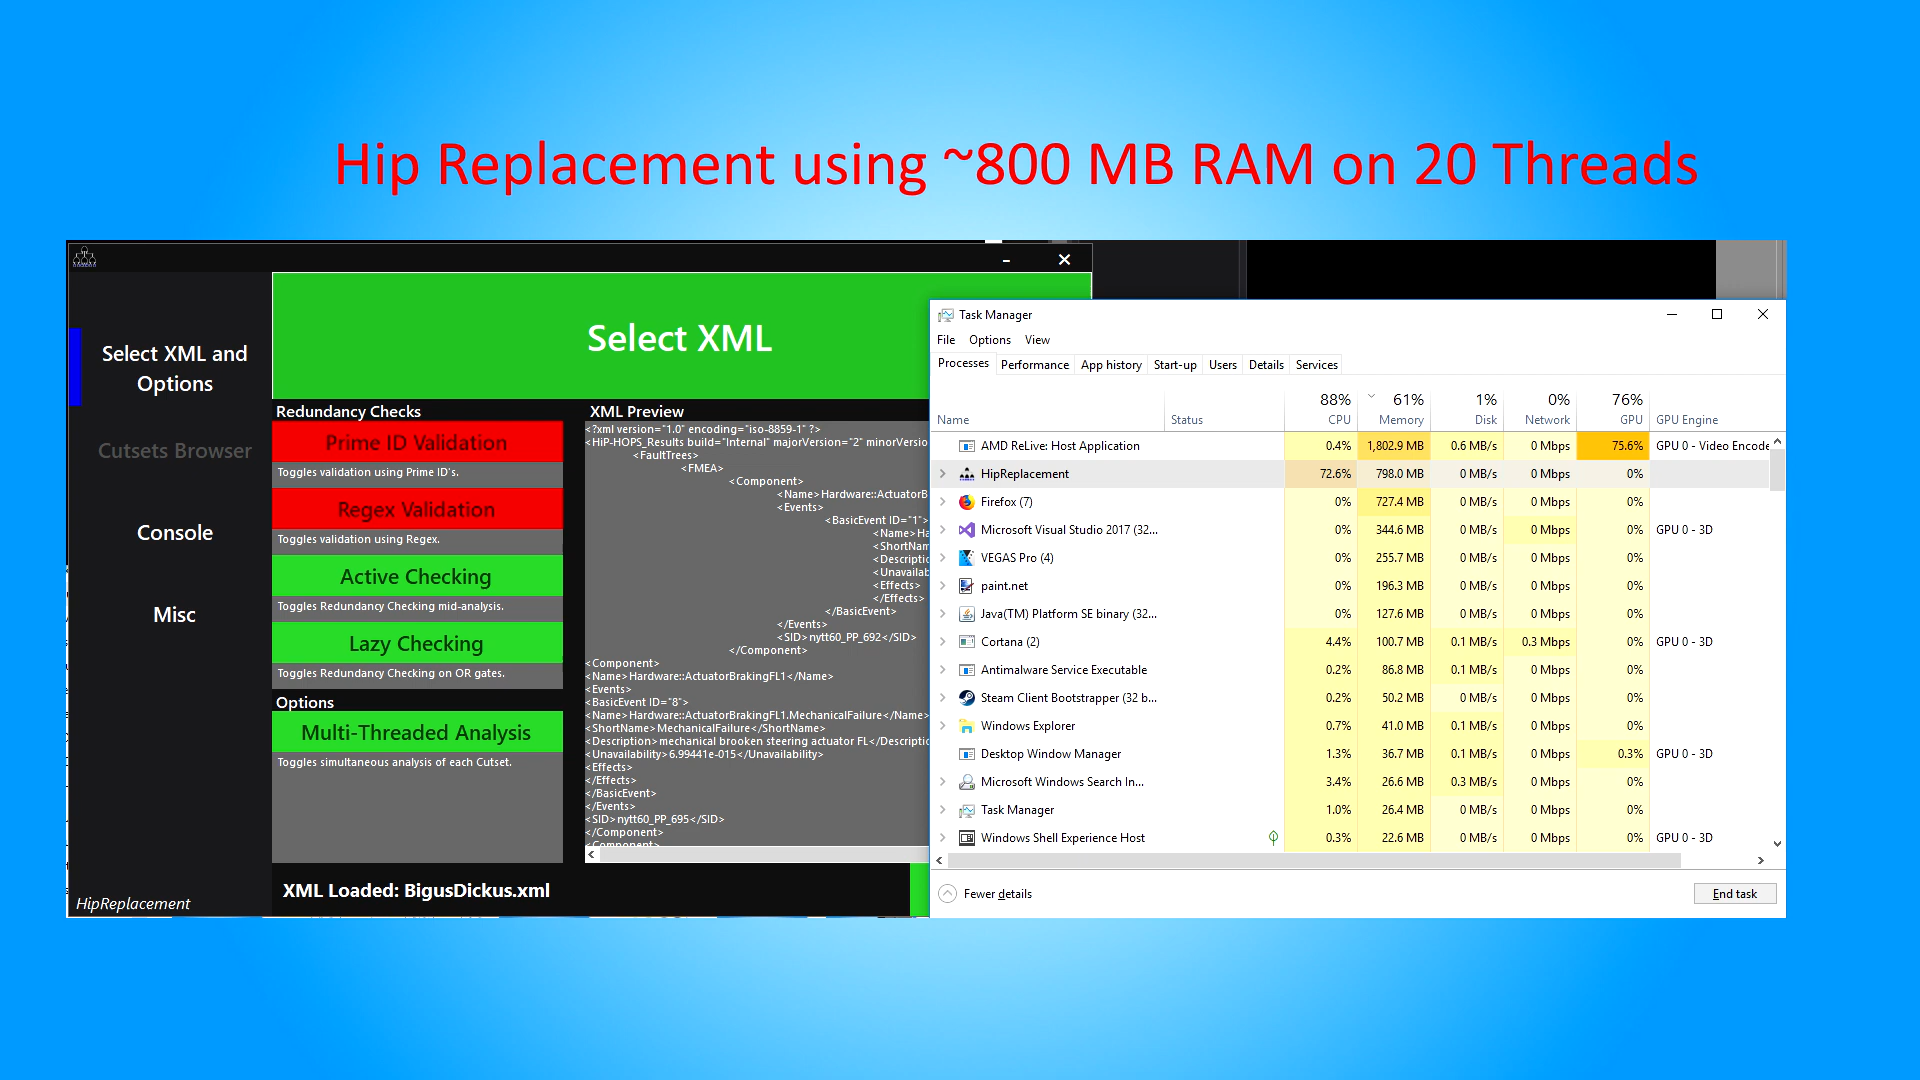 Hip Replacement using ~800 MB RAM on 20 Threads
Select XML and
Options
Cutsets Browser
Console
Misc
HipReplacement
Select XML
Redundancy Checks
Prime ID Validation
Toggles validation using Prime ID's.
Regex Validation
Toggles validation using Regex.
Active Checking
Toggles Redundancy Checking mid-analysis.
Lazy Checking
Toggles Redundancy Checking on OR gates.
Options
Multi-Threaded Analysis
Toggles simultaneous analysis of each Cutset.
XML Preview
<?xml version="1.0" encoding="iso-8859-1" ?>
<HiP-HOPS_Results build="Internal" majorVersion="2" minorVersio
<FaultTrees>
<FMEA>
<Component>
<Name>Hardware::ActuatorB
<Events>
<BasicEvent ID="1">
<Name>Ha
<ShortNam
<Descriptio
<Unavailab
<Effects>
</Effects>
</BasicEvent>
</Events>
<SID>nytt60_PP_692</SID>
</Component>
<Component>
<Name>Hardware::ActuatorBrakingFL1</Name>
<Events>
<BasicEvent ID="8">
<Name>Hardware::ActuatorBrakingFL1.MechanicalFailure</Name>
<ShortName>MechanicalFailure</ShortName>
<Description>mechanical brooken steering actuator FL</Descriptio
<Unavailability>6.99441e-015</Unavailability>
<Effects>
</Effects>
</BasicEvent>
</Events>
<SID>nytt60_PP_695</SID>
</Component>
<Component>
XML Loaded: BigusDickus.xml
Task Manager
File Options View
Processes Performance App history Start-up Users Details Services
88% 61% 1% 0% 76%
Name Status CPU Memory Disk Network GPU GPU Engine
AMD ReLive: Host Application 0.4% 1,802.9 MB 0.6 MB/s 0 Mbps 75.6% GPU 0 - Video Encode
HipReplacement 72.6% 798.0 MB 0 MB/s 0 Mbps 0%
Firefox (7) 0% 727.4 MB 0 MB/s 0 Mbps 0%
Microsoft Visual Studio 2017 (32... 0% 344.6 MB 0 MB/s 0 Mbps 0% GPU 0 - 3D
VEGAS Pro (4) 0% 255.7 MB 0 MB/s 0 Mbps 0%
paint.net 0% 196.3 MB 0 MB/s 0 Mbps 0%
Java(TM) Platform SE binary (32... 0% 127.6 MB 0 MB/s 0 Mbps 0%
Cortana (2) 4.4% 100.7 MB 0.1 MB/s 0.3 Mbps 0% GPU 0 - 3D
Antimalware Service Executable 0.2% 86.8 MB 0.1 MB/s 0 Mbps 0%
Steam Client Bootstrapper (32 b... 0.2% 50.2 MB 0 MB/s 0 Mbps 0%
Windows Explorer 0.7% 41.0 MB 0.1 MB/s 0 Mbps 0%
Desktop Window Manager 1.3% 36.7 MB 0.1 MB/s 0 Mbps 0.3% GPU 0 - 3D
Microsoft Windows Search In... 3.4% 26.6 MB 0.3 MB/s 0 Mbps 0%
Task Manager 1.0% 26.4 MB 0 MB/s 0 Mbps 0%
Windows Shell Experience Host 0.3% 22.6 MB 0 MB/s 0 Mbps 0% GPU 0 - 3D
Fewer details
End task